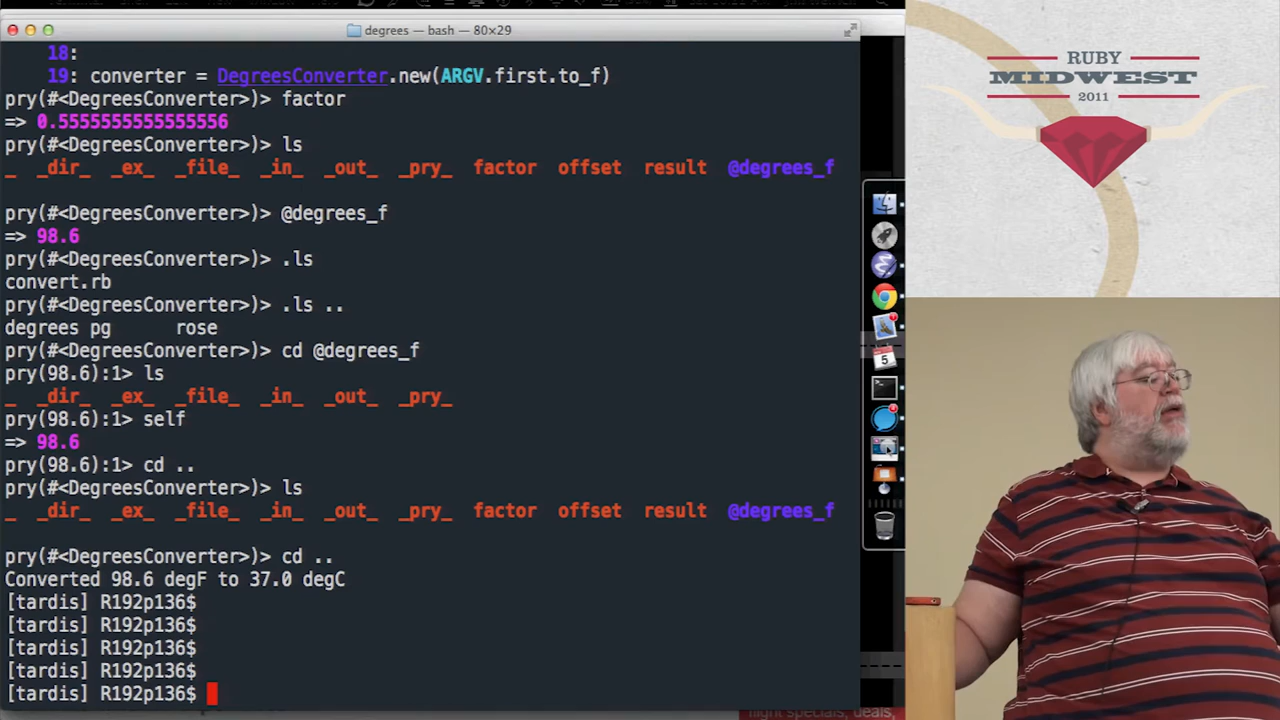 degrees — bash — 80×29
18:
19: converter = DegreesConverter.new(ARGV.first.to_f)
pry(#<DegreesConverter>)> factor
=> 0.5555555555555556
pry(#<DegreesConverter>)> ls
_ _dir_ _ex_ _file_ _in_ _out_ _pry_ factor offset result @degrees_f
pry(#<DegreesConverter>)> @degrees_f
=> 98.6
pry(#<DegreesConverter>)> .ls
convert.rb
pry(#<DegreesConverter>)> .ls ..
degrees pg rose
pry(#<DegreesConverter>)> cd @degrees_f
pry(98.6):1> ls
_ _dir_ _ex_ _file_ _in_ _out_ _pry_
pry(98.6):1> self
=> 98.6
pry(98.6):1> cd ..
pry(#<DegreesConverter>)> ls
_ _dir_ _ex_ _file_ _in_ _out_ _pry_ factor offset result @degrees_f
pry(#<DegreesConverter>)> cd ..
Converted 98.6 degF to 37.0 degC
[tardis] R192p136$
[tardis] R192p136$
[tardis] R192p136$
[tardis] R192p136$
[tardis] R192p136$
RUBY
MIDWEST
2011
5
flight specials, deals,